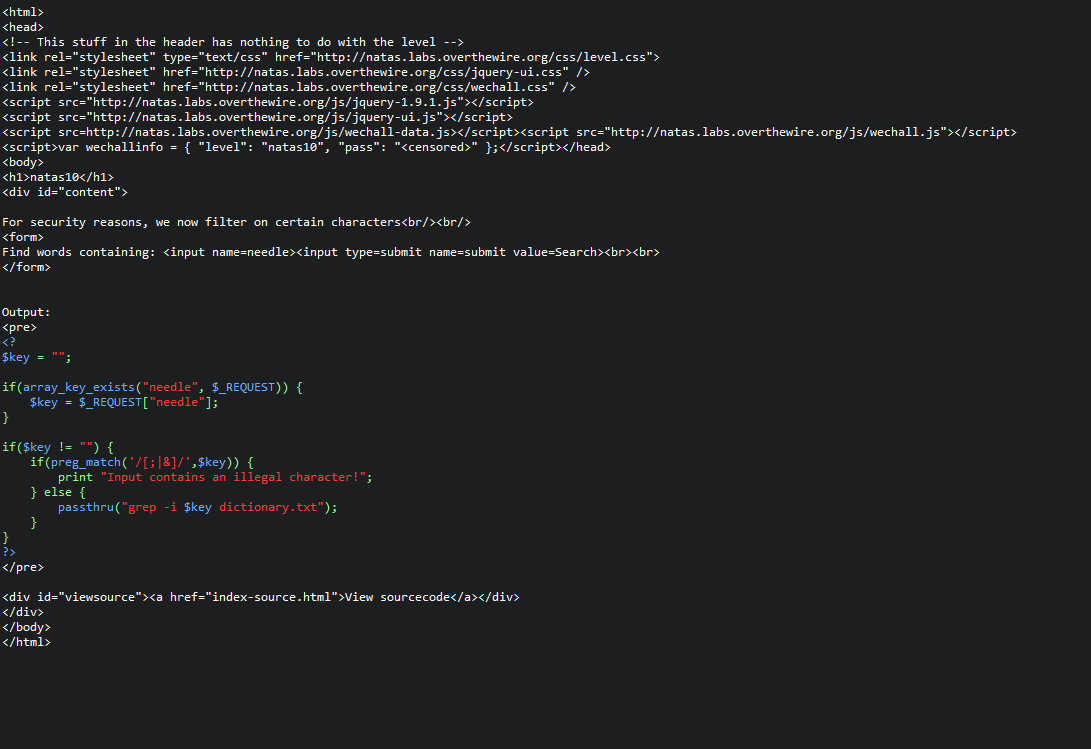 <html>
<head>
<!-- This stuff in the header has nothing to do with the level -->
<link rel="stylesheet" type="text/css" href="http://natas.labs.overthewire.org/css/level.css">
<link rel="stylesheet" href="http://natas.labs.overthewire.org/css/jquery-ui.css" />
<link rel="stylesheet" href="http://natas.labs.overthewire.org/css/wechall.css" />
<script src="http://natas.labs.overthewire.org/js/jquery-1.9.1.js"></script>
<script src="http://natas.labs.overthewire.org/js/jquery-ui.js"></script>
<script src=http://natas.labs.overthewire.org/js/wechall-data.js></script><script src="http://natas.labs.overthewire.org/js/wechall.js"></script>
<script>var wechallinfo = { "level": "natas10", "pass": "<censored>" };</script></head>
<body>
<h1>natas10</h1>
<div id="content">

For security reasons, we now filter on certain characters<br/><br/>
<form>
Find words containing: <input name=needle><input type=submit name=submit value=Search><br><br>
</form>


Output:
<pre>
<?
$key = "";

if(array_key_exists("needle", $_REQUEST)) {
    $key = $_REQUEST["needle"];
}

if($key != "") {
    if(preg_match('/[;|&]/',$key)) {
        print "Input contains an illegal character!";
    } else {
        passthru("grep -i $key dictionary.txt");
    }
}
?>
</pre>

<div id="viewsource"><a href="index-source.html">View sourcecode</a></div>
</div>
</body>
</html>